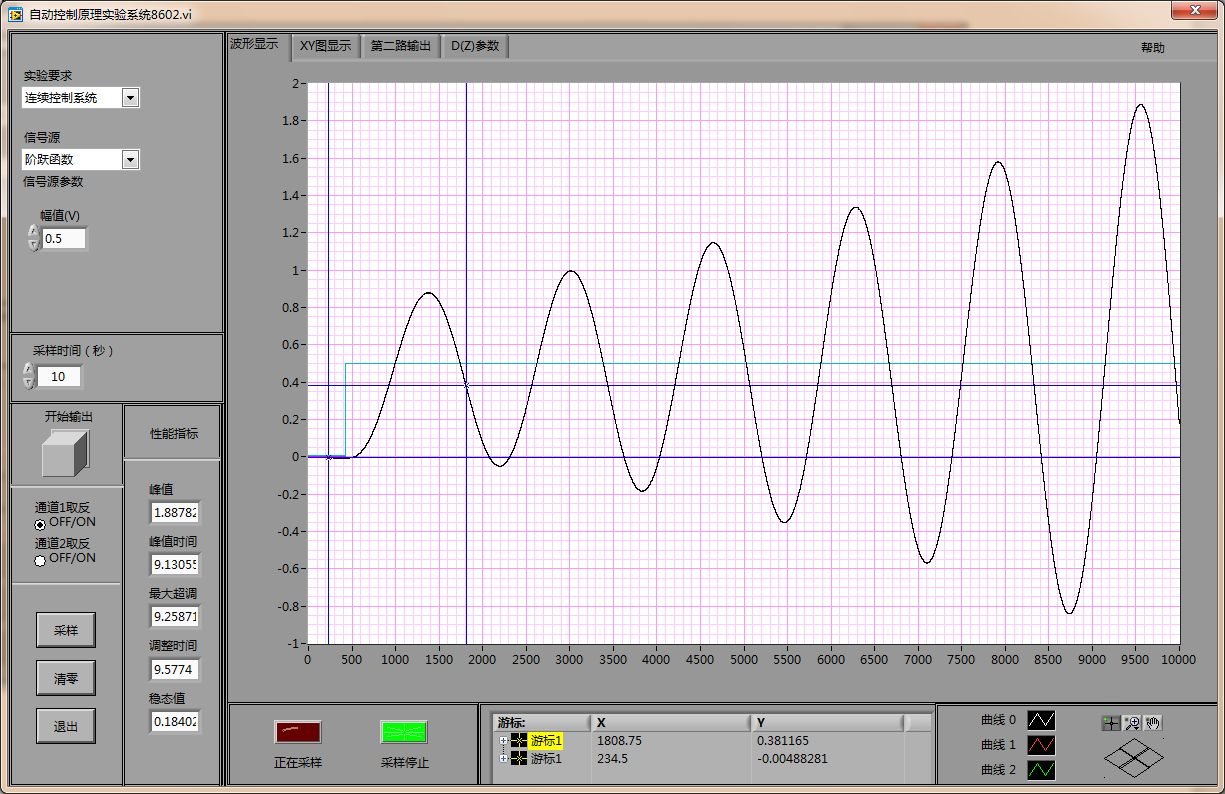 自动控制原理实验系统8602.vi
波形显示
XY图显示
第二路输出
D(Z)参数
帮助
实验要求
连续控制系统
信号源
阶跃函数
信号源参数
幅值(V)
0.5
采样时间（秒）
10
开始输出
通道1取反
OFF/ON
通道2取反
OFF/ON
采样
清零
退出
性能指标
峰值
1.88782
峰值时间
9.13055
最大超调
9.25871
调整时间
9.5774
稳态值
0.18402
2
1.8
1.6
1.4
1.2
1
0.8
0.6
0.4
0.2
0
-0.2
-0.4
-0.6
-0.8
-1
0 500 1000 1500 2000 2500 3000 3500 4000 4500 5000 5500 6000 6500 7000 7500 8000 8500 9000 9500 10000
正在采样
采样停止
游标: X Y
游标1 1808.75 0.381165
游标1 234.5 -0.00488281
曲线 0
曲线 1
曲线 2